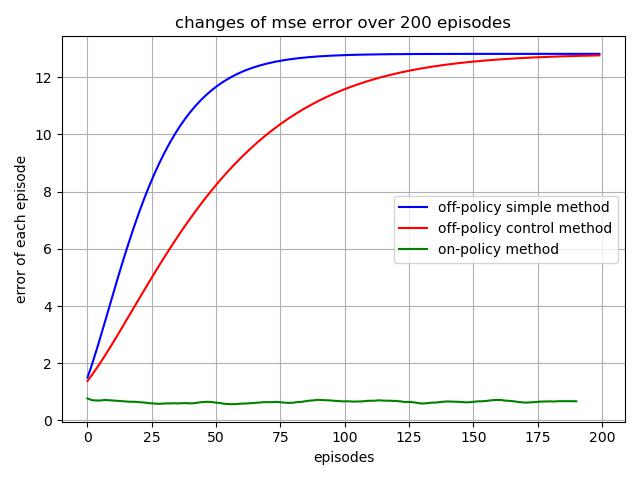 changes of mse error over 200 episodes
error of each episode
12
10
8
6
4
2
0
off-policy simple method
off-policy control method
on-policy method
0 25 50 75 100 125 150 175 200
episodes